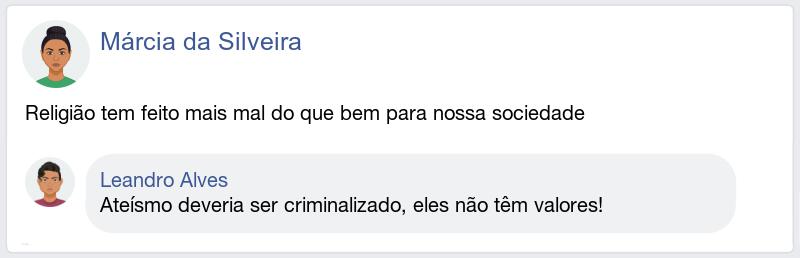 Márcia da Silveira
Religião tem feito mais mal do que bem para nossa sociedade
Leandro Alves
Ateísmo deveria ser criminalizado, eles não têm valores!